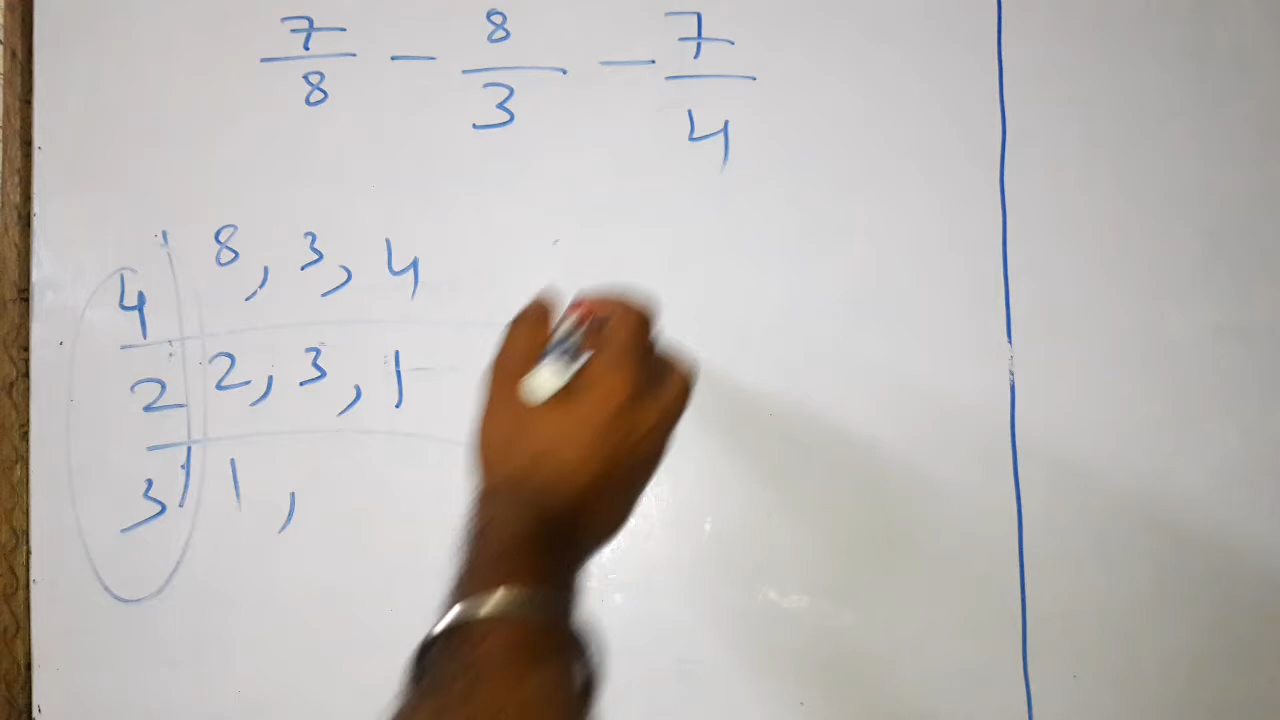 7/8 - 8/3 - 7/4
4 | 8, 3, 4
2 | 2, 3, 1
3 | 1,